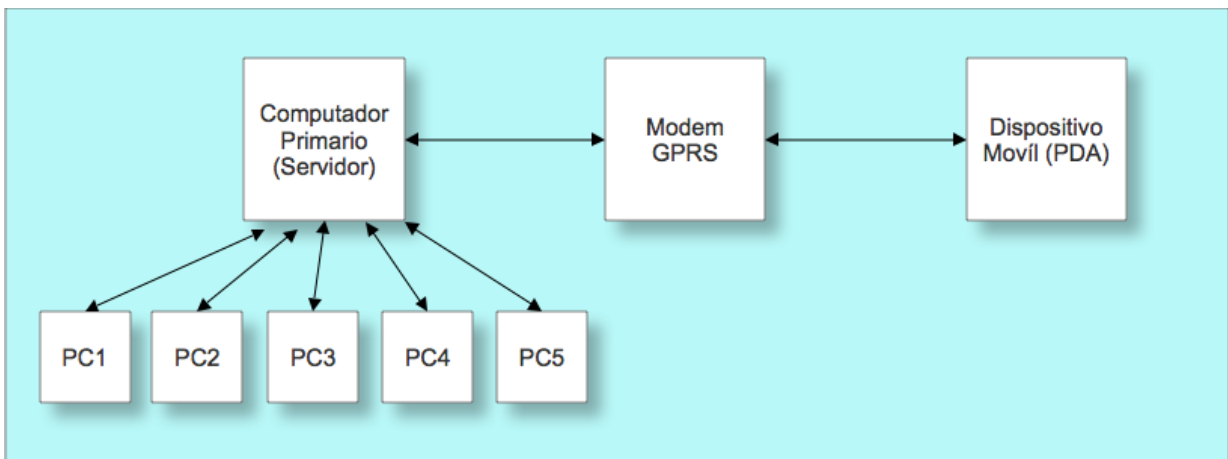 Computador
Primario
(Servidor)
Modem
GPRS
Dispositivo
Movíl (PDA)
PC1
PC2
PC3
PC4
PC5